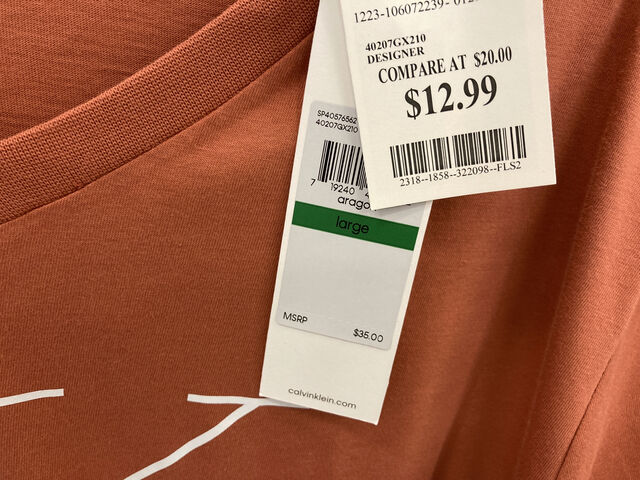 1223-106072239-
40207GX210
DESIGNER
COMPARE AT $20.00
$12.99
2318--1858--322098--FLS2
SP40576562
40207GX210
7 19240
large
MSRP $35.00
calvinklein.com